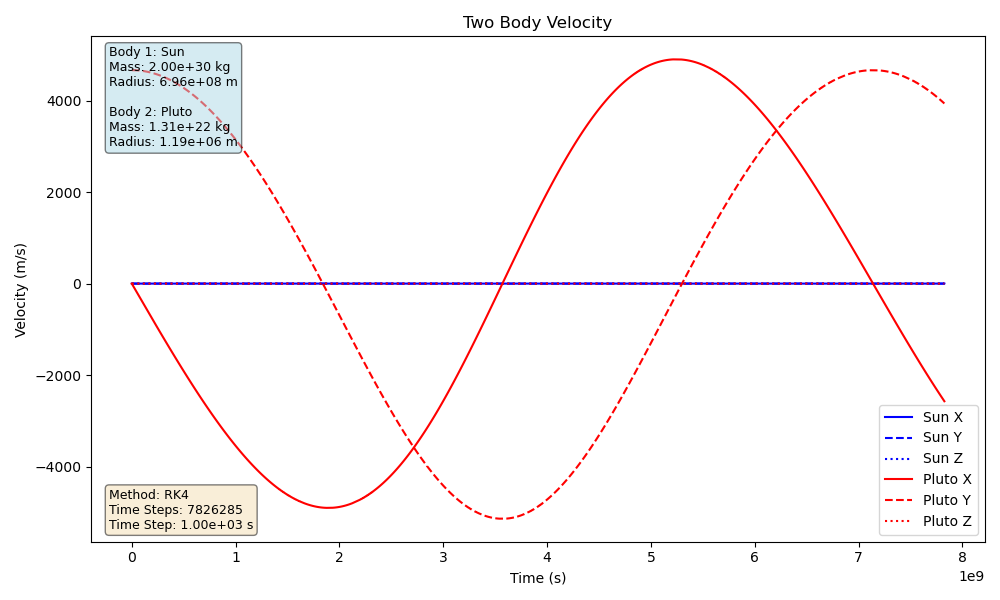 Two Body Velocity
Body 1: Sun
Mass: 2.00e+30 kg
Radius: 6.96e+08 m
Body 2: Pluto
Mass: 1.31e+22 kg
Radius: 1.19e+06 m
4000
2000
0
−2000
−4000
Velocity (m/s)
Method: RK4
Time Steps: 7826285
Time Step: 1.00e+03 s
Sun X
Sun Y
Sun Z
Pluto X
Pluto Y
Pluto Z
0 1 2 3 4 5 6 7 8
1e9
Time (s)